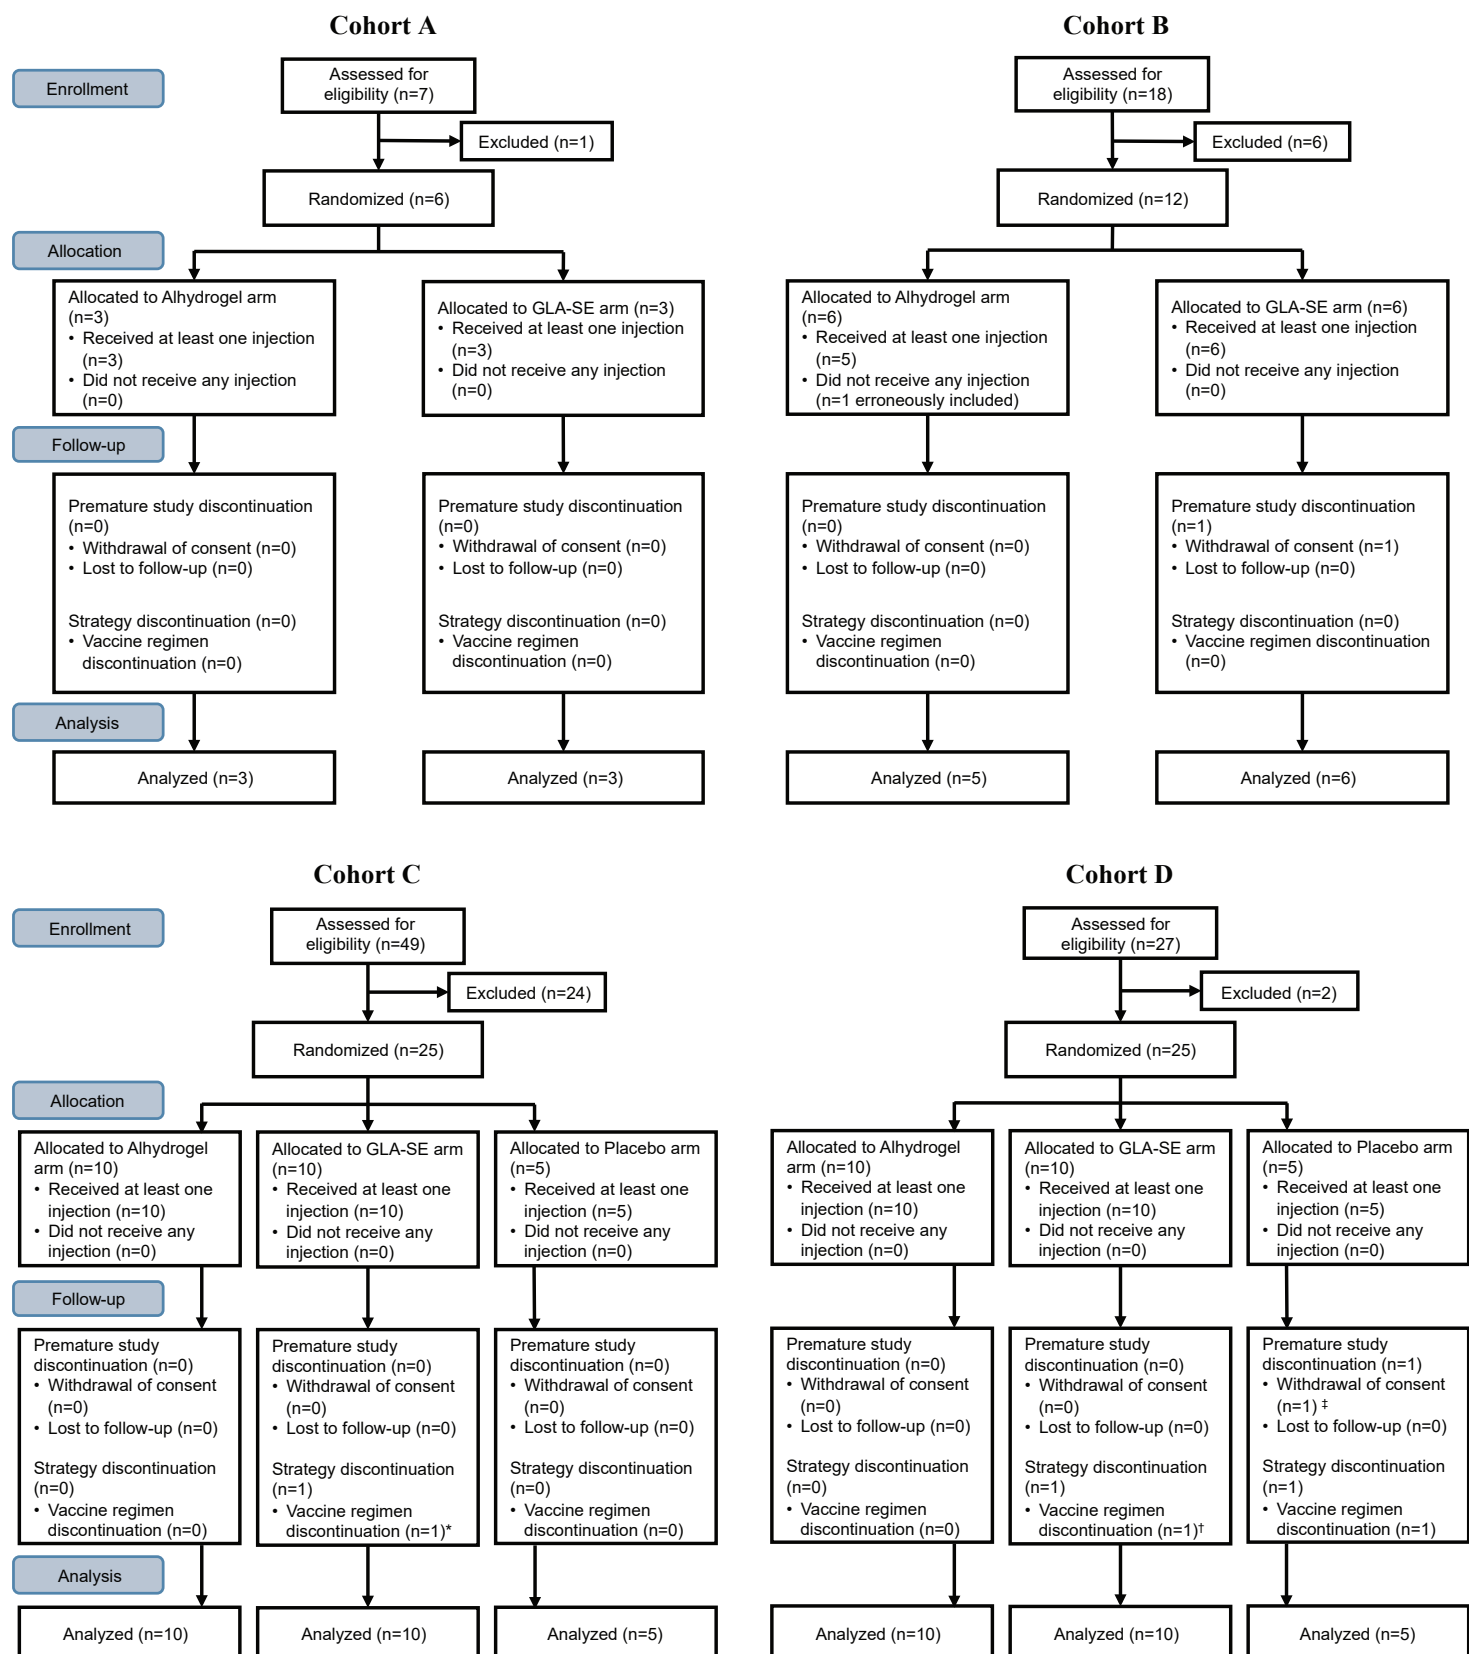 Cohort A
Enrollment
Assessed for
eligibility (n=7)
Excluded (n=1)
Randomized (n=6)
Allocation
Allocated to Alhydrogel arm
(n=3)
• Received at least one injection
(n=3)
• Did not receive any injection
(n=0)
Allocated to GLA-SE arm (n=3)
• Received at least one injection
(n=3)
• Did not receive any injection
(n=0)
Follow-up
Premature study discontinuation
(n=0)
• Withdrawal of consent (n=0)
• Lost to follow-up (n=0)
Strategy discontinuation (n=0)
• Vaccine regimen
discontinuation (n=0)
Premature study discontinuation
(n=0)
• Withdrawal of consent (n=0)
• Lost to follow-up (n=0)
Strategy discontinuation (n=0)
• Vaccine regimen
discontinuation (n=0)
Analysis
Analyzed (n=3)
Analyzed (n=3)
Cohort B
Assessed for
eligibility (n=18)
Excluded (n=6)
Randomized (n=12)
Allocated to Alhydrogel arm
(n=6)
• Received at least one injection
(n=5)
• Did not receive any injection
(n=1 erroneously included)
Allocated to GLA-SE arm (n=6)
• Received at least one injection
(n=6)
• Did not receive any injection
(n=0)
Premature study discontinuation
(n=0)
• Withdrawal of consent (n=0)
• Lost to follow-up (n=0)
Strategy discontinuation (n=0)
• Vaccine regimen
discontinuation (n=0)
Premature study discontinuation
(n=1)
• Withdrawal of consent (n=1)
• Lost to follow-up (n=0)
Strategy discontinuation (n=0)
• Vaccine regimen discontinuation
(n=0)
Analyzed (n=5)
Analyzed (n=6)
Cohort C
Enrollment
Assessed for
eligibility (n=49)
Excluded (n=24)
Randomized (n=25)
Allocation
Allocated to Alhydrogel
arm (n=10)
• Received at least one
injection (n=10)
• Did not receive any
injection (n=0)
Allocated to GLA-SE arm
(n=10)
• Received at least one
injection (n=10)
• Did not receive any
injection (n=0)
Allocated to Placebo arm
(n=5)
• Received at least one
injection (n=5)
• Did not receive any
injection (n=0)
Follow-up
Premature study
discontinuation (n=0)
• Withdrawal of consent
(n=0)
• Lost to follow-up (n=0)
Strategy discontinuation
(n=0)
• Vaccine regimen
discontinuation (n=0)
Premature study
discontinuation (n=0)
• Withdrawal of consent
(n=0)
• Lost to follow-up (n=0)
Strategy discontinuation
(n=1)
• Vaccine regimen
discontinuation (n=1)*
Premature study
discontinuation (n=0)
• Withdrawal of consent
(n=0)
• Lost to follow-up (n=0)
Strategy discontinuation
(n=0)
• Vaccine regimen
discontinuation (n=0)
Analysis
Analyzed (n=10)
Analyzed (n=10)
Analyzed (n=5)
Cohort D
Assessed for
eligibility (n=27)
Excluded (n=2)
Randomized (n=25)
Allocated to Alhydrogel
arm (n=10)
• Received at least one
injection (n=10)
• Did not receive any
injection (n=0)
Allocated to GLA-SE arm
(n=10)
• Received at least one
injection (n=10)
• Did not receive any
injection (n=0)
Allocated to Placebo arm
(n=5)
• Received at least one
injection (n=5)
• Did not receive any
injection (n=0)
Premature study
discontinuation (n=0)
• Withdrawal of consent
(n=0)
• Lost to follow-up (n=0)
Strategy discontinuation
(n=0)
• Vaccine regimen
discontinuation (n=0)
Premature study
discontinuation (n=0)
• Withdrawal of consent
(n=0)
• Lost to follow-up (n=0)
Strategy discontinuation
(n=1)
• Vaccine regimen
discontinuation (n=1)†
Premature study
discontinuation (n=1)
• Withdrawal of consent
(n=1) ‡
• Lost to follow-up (n=0)
Strategy discontinuation
(n=1)
• Vaccine regimen
discontinuation (n=1)
Analyzed (n=10)
Analyzed (n=10)
Analyzed (n=5)